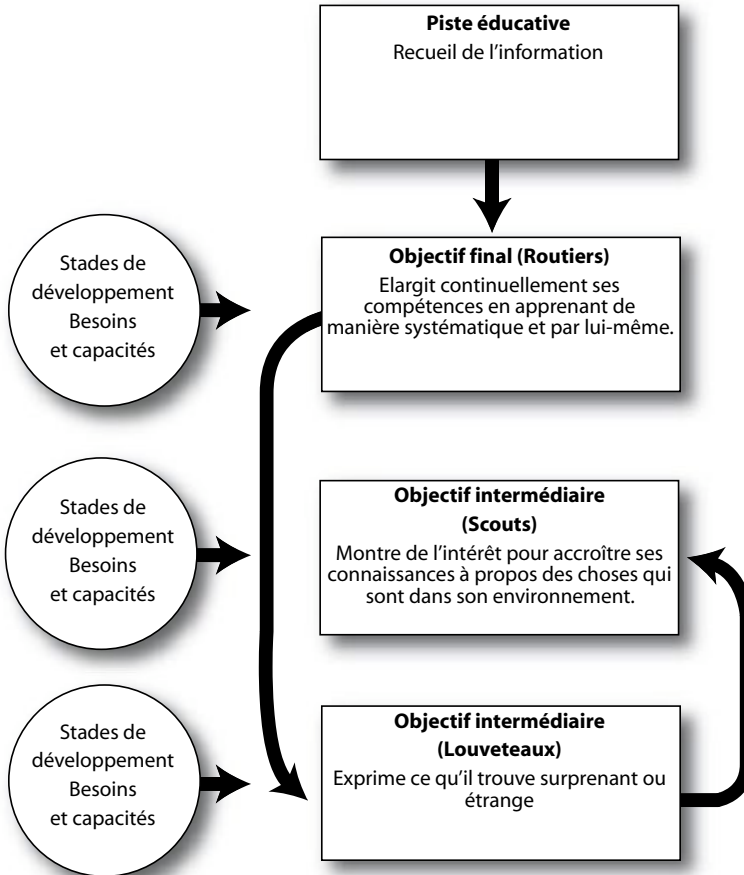 Piste éducative
Recueil de l’information
Stades de
développement
Besoins
et capacités
Objectif final (Routiers)
Elargit continuellement ses
compétences en apprenant de
manière systématique et par lui-même.
Stades de
développement
Besoins
et capacités
Objectif intermédiaire
(Scouts)
Montre de l’intérêt pour accroître ses
connaissances à propos des choses qui
sont dans son environnement.
Stades de
développement
Besoins
et capacités
Objectif intermédiaire
(Louveteaux)
Exprime ce qu’il trouve surprenant ou
étrange